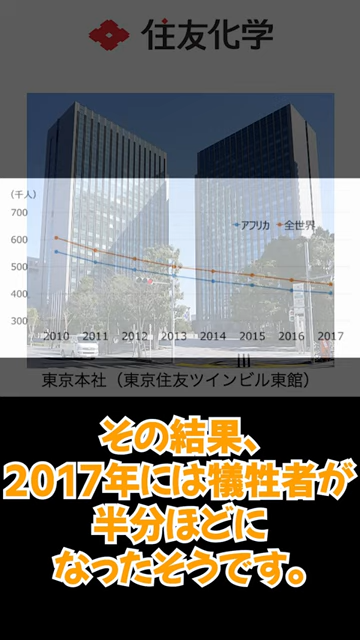 住友化学
（千人）
700
600
500
400
300
アフリカ 全世界
2010 2011 2012 2013 2014 2015 2016 2017
東京本社（東京住友ツインビル東館）
その結果、
2017年には犠牲者が
半分ほどに
なったそうです。